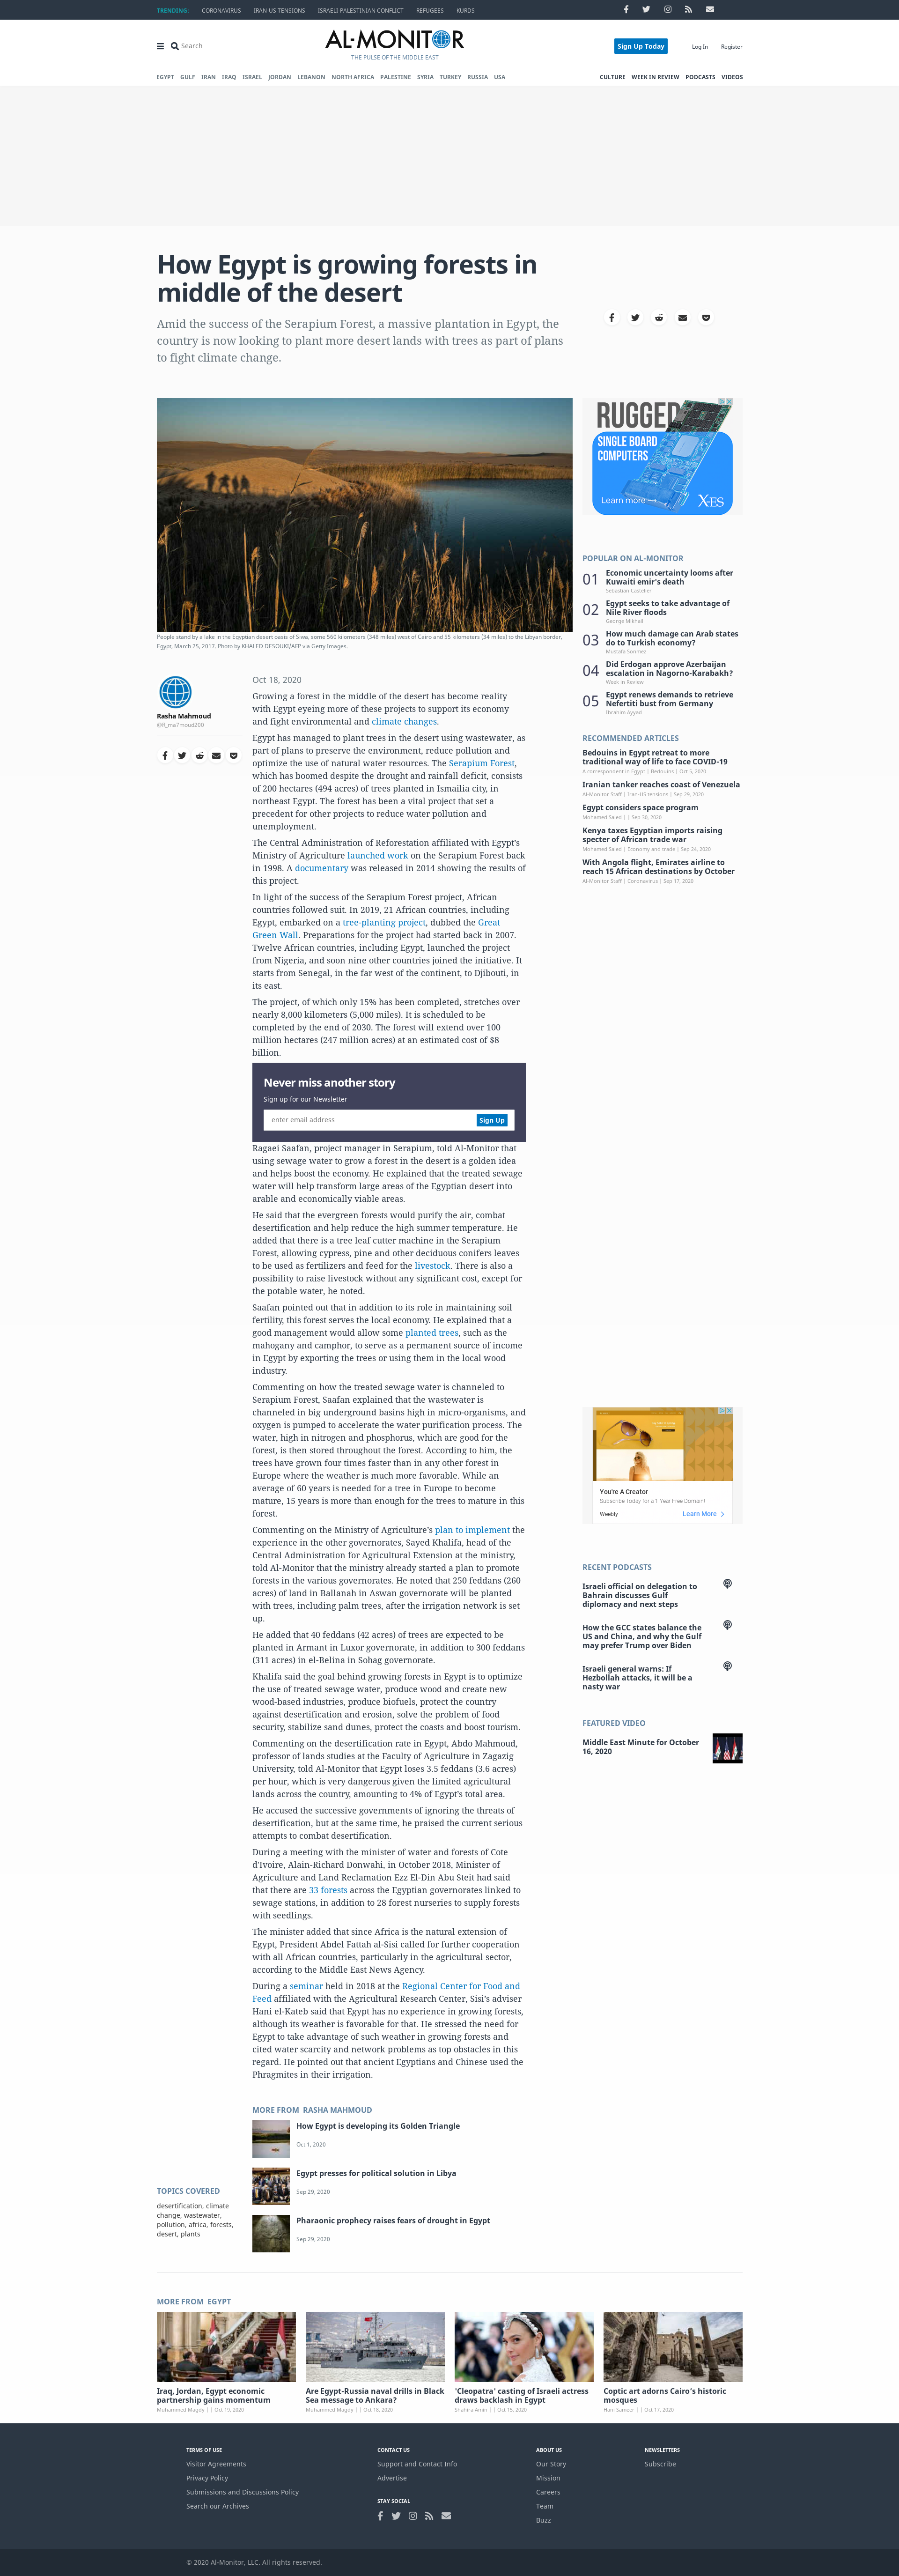 TRENDING:
CORONAVIRUS
IRAN-US TENSIONS
ISRAELI-PALESTINIAN CONFLICT
REFUGEES
KURDS
Search
AL-MONITOR
THE PULSE OF THE MIDDLE EAST
Sign Up Today
Log In
Register
EGYPT GULF IRAN IRAQ ISRAEL JORDAN LEBANON NORTH AFRICA PALESTINE SYRIA TURKEY RUSSIA USA
CULTURE WEEK IN REVIEW PODCASTS VIDEOS
How Egypt is growing forests in
middle of the desert
Amid the success of the Serapium Forest, a massive plantation in Egypt, the
country is now looking to plant more desert lands with trees as part of plans
to fight climate change.
People stand by a lake in the Egyptian desert oasis of Siwa, some 560 kilometers (348 miles) west of Cairo and 55 kilometers (34 miles) to the Libyan border,
Egypt, March 25, 2017. Photo by KHALED DESOUKI/AFP via Getty Images.
Rasha Mahmoud
Oct 18, 2020
Growing a forest in the middle of the desert has become reality
with Egypt eyeing more of these projects to support its economy
and fight environmental and climate changes.
Egypt has managed to plant trees in the desert using wastewater, as
part of plans to preserve the environment, reduce pollution and
optimize the use of natural water resources. The Serapium Forest,
which has boomed despite the drought and rainfall deficit, consists
of 200 hectares (494 acres) of trees planted in Ismailia city, in
northeast Egypt. The forest has been a vital project and part of
Egypt's green belt project to reduce water pollution and
unemployment.
The Central Administration of Reforestation affiliated with Egypt's
Ministry of Agriculture launched work on the Serapium Forest back
in 1998. A documentary was released in 2014 showing the results of
this project.
In light of the success of the Serapium Forest project, African
countries followed suit. In 2019, 21 African countries, including
Egypt, embarked on a tree-planting project, dubbed the Great
Green Wall. Preparations for the project had started back in 2007.
Twelve African countries, including Egypt, launched the project
from Nigeria, and soon nine other countries joined the initiative. It
starts from Senegal, in the far west of the continent, to Djibouti, in
its east.
The project, of which only 15% has been completed, stretches over
nearly 8,000 kilometers (5,000 miles). It is scheduled to be
completed by the end of 2030. The forest will extend over 100
million hectares (247 million acres) at an estimated cost of $8
billion.
Never miss another story
Sign up for our Newsletter
enter email address
Sign Up
Ragaei Saafan, project manager in Serapium, told Al-Monitor that
using sewage water to grow a forest in the desert is a golden idea
and helps boost the economy. He explained that the treated sewage
water will help transform large areas of the Egyptian desert into
arable and economically viable areas.
He said that the evergreen forests would purify the air, combat
desertification and help reduce the high summer temperature. He
added that there is a tree leaf cutter machine in the Serapium
Forest, allowing cypress, pine and other deciduous conifers leaves
to be used as fertilizers and feed for the livestock. There is also a
possibility to raise livestock without any significant cost, except for
the potable water, he noted.
Saafan pointed out that in addition to its role in maintaining soil
fertility, this forest serves the local economy. He explained that a
good management would allow some planted trees, such as the
mahogany and camphor, to serve as a permanent source of income
in Egypt by exporting the trees or using them in the local wood
industry.
Commenting on how the treated sewage water is channeled to
Serapium Forest, Saafan explained that the wastewater is
channeled in big underground basins high in micro-organisms, and
oxygen is pumped to accelerate the water purification process. The
water, high in nitrogen and phosphorus, which are good for the
forest, is then stored throughout the forest. According to him, the
trees have grown four times faster than in any other forest in
Europe where the weather is much more favorable. While an
average of 60 years is needed for a tree in Europe to become
mature, 15 years is more than enough for the trees to mature in this
forest.
Commenting on the Ministry of Agriculture's plan to implement the
experience in the other governorates, Sayed Khalifa, head of the
Central Administration for Agricultural Extension at the ministry,
told Al-Monitor that the ministry already started a plan to promote
forests in the various governorates. He noted that 250 feddans (260
acres) of land in Ballanah in Aswan governorate will be planted
with trees, including palm trees, after the irrigation network is set
up.
He added that 40 feddans (42 acres) of trees are expected to be
planted in Armant in Luxor governorate, in addition to 300 feddans
(311 acres) in el-Belina in Sohag governorate.
Khalifa said the goal behind growing forests in Egypt is to optimize
the use of treated sewage water, produce wood and create new
wood-based industries, produce biofuels, protect the country
against desertification and erosion, solve the problem of food
security, stabilize sand dunes, protect the coasts and boost tourism.
Commenting on the desertification rate in Egypt, Abdo Mahmoud,
professor of lands studies at the Faculty of Agriculture in Zagazig
University, told Al-Monitor that Egypt loses 3.5 feddans (3.6 acres)
per hour, which is very dangerous given the limited agricultural
lands across the country, amounting to 4% of Egypt's total area.
He accused the successive governments of ignoring the threats of
desertification, but at the same time, he praised the current serious
attempts to combat desertification.
During a meeting with the minister of water and forests of Cote
d'Ivoire, Alain-Richard Donwahi, in October 2018, Minister of
Agriculture and Land Reclamation Ezz El-Din Abu Steit had said
that there are 33 forests across the Egyptian governorates linked to
sewage stations, in addition to 28 forest nurseries to supply forests
with seedlings.
The minister added that since Africa is the natural extension of
Egypt, President Abdel Fattah al-Sisi called for further cooperation
with all African countries, particularly in the agricultural sector,
according to the Middle East News Agency.
During a seminar held in 2018 at the Regional Center for Food and
Feed affiliated with the Agricultural Research Center, Sisi's adviser
Hani el-Kateb said that Egypt has no experience in growing forests,
although its weather is favorable for that. He stressed the need for
Egypt to take advantage of such weather in growing forests and
cited water scarcity and network problems as top obstacles in this
regard. He pointed out that ancient Egyptians and Chinese used the
Phragmites in their irrigation.
RUGGED
SINGLE BOARD
COMPUTERS
Learn more
X-ES
POPULAR ON AL-MONITOR
01 Economic uncertainty looms after
Kuwaiti emir's death
Sebastian Castelier
02 Egypt seeks to take advantage of
Nile River floods
George Mikhail
03 How much damage can Arab states
do to Turkish economy?
Mustafa Sonmez
04 Did Erdogan approve Azerbaijan
escalation in Nagorno-Karabakh?
Week in Review
05 Egypt renews demands to retrieve
Nefertiti bust from Germany
Ibrahim Ayyad
RECOMMENDED ARTICLES
Bedouins in Egypt retreat to more
traditional way of life to face COVID-19
A correspondent in Egypt | Bedouins | Oct 5, 2020
Iranian tanker reaches coast of Venezuela
Al-Monitor Staff | Iran-US tensions | Sep 29, 2020
Egypt considers space program
Mohamed Saied | | Sep 30, 2020
Kenya taxes Egyptian imports raising
specter of African trade war
Mohamed Saied | Economy and trade | Sep 24, 2020
With Angola flight, Emirates airline to
reach 15 African destinations by October
Al-Monitor Staff | Coronavirus | Sep 17, 2020
You're A Creator
Subscribe Today for a 1 Year Free Domain!
Weebly
Learn More
RECENT PODCASTS
Israeli official on delegation to
Bahrain discusses Gulf
diplomacy and next steps
How the GCC states balance the
US and China, and why the Gulf
may prefer Trump over Biden
Israeli general warns: If
Hezbollah attacks, it will be a
nasty war
FEATURED VIDEO
Middle East Minute for October
16, 2020
MORE FROM RASHA MAHMOUD
How Egypt is developing its Golden Triangle
Oct 1, 2020
Egypt presses for political solution in Libya
Sep 29, 2020
Pharaonic prophecy raises fears of drought in Egypt
Sep 29, 2020
TOPICS COVERED
desertification, climate
change, wastewater,
pollution, africa, forests,
desert, plants
MORE FROM EGYPT
Iraq, Jordan, Egypt economic
partnership gains momentum
Muhammed Magdy | | Oct 19, 2020
Are Egypt-Russia naval drills in Black
Sea message to Ankara?
Muhammed Magdy | | Oct 18, 2020
'Cleopatra' casting of Israeli actress
draws backlash in Egypt
Shahira Amin | | Oct 15, 2020
Coptic art adorns Cairo's historic
mosques
Hani Sameer | | Oct 17, 2020
TERMS OF USE
Visitor Agreements
Privacy Policy
Submissions and Discussions Policy
Search our Archives
CONTACT US
Support and Contact Info
Advertise
STAY SOCIAL
ABOUT US
Our Story
Mission
Careers
Team
Buzz
NEWSLETTERS
Subscribe
© 2020 Al-Monitor, LLC. All rights reserved.